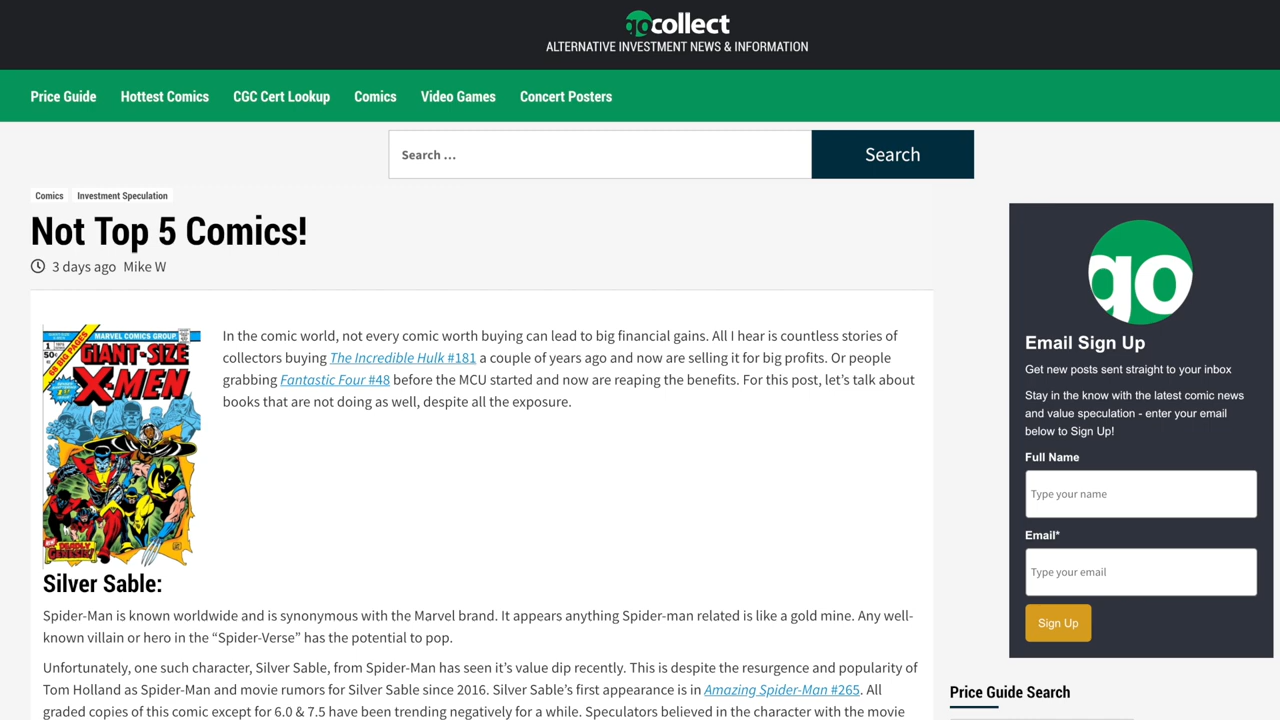 gocollect
ALTERNATIVE INVESTMENT NEWS & INFORMATION
Price Guide Hottest Comics CGC Cert Lookup Comics Video Games Concert Posters
Search ... Search
Comics Investment Speculation
Not Top 5 Comics!
3 days ago Mike W
In the comic world, not every comic worth buying can lead to big financial gains. All I hear is countless stories of
collectors buying The Incredible Hulk #181 a couple of years ago and now are selling it for big profits. Or people
grabbing Fantastic Four #48 before the MCU started and now are reaping the benefits. For this post, let's talk about
books that are not doing as well, despite all the exposure.
68 BIG PAGES
MARVEL COMICS GROUP
1
50¢
GIANT-SIZE
X-MEN
DEADLY GENESIS!
Silver Sable:
Spider-Man is known worldwide and is synonymous with the Marvel brand. It appears anything Spider-man related is like a gold mine. Any well-
known villain or hero in the “Spider-Verse” has the potential to pop.
Unfortunately, one such character, Silver Sable, from Spider-Man has seen it’s value dip recently. This is despite the resurgence and popularity of
Tom Holland as Spider-Man and movie rumors for Silver Sable since 2016. Silver Sable’s first appearance is in Amazing Spider-Man #265. All
graded copies of this comic except for 6.0 & 7.5 have been trending negatively for a while. Speculators believed in the character with the movie
go
Email Sign Up
Get new posts sent straight to your inbox
Stay in the know with the latest comic news
and value speculation - enter your email
below to Sign Up!
Full Name
Type your name
Email*
Type your email
Sign Up
Price Guide Search